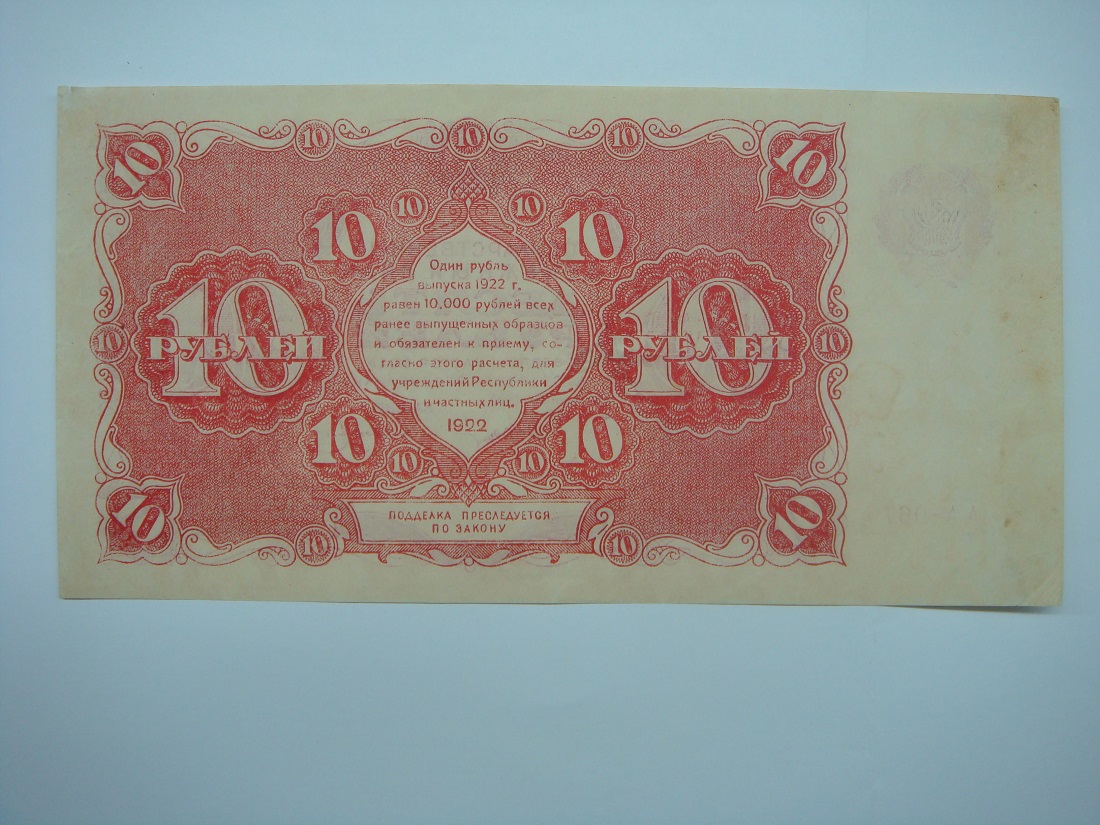 10 10 10 10 10
10 10 10 10
Один рубль
выпуска 1922 г.
равен 10.000 рублей всех
ранее выпущенных образцов
и обязателен к приему, со-
гласно этого расчета, для
учреждений Республики
и частных лиц.
1922
10 10 РУБЛЕЙ
10 РУБЛЕЙ 10
10 10 10 10
ПОДДЕЛКА ПРЕСЛЕДУЕТСЯ
ПО ЗАКОНУ
10 10 10 10